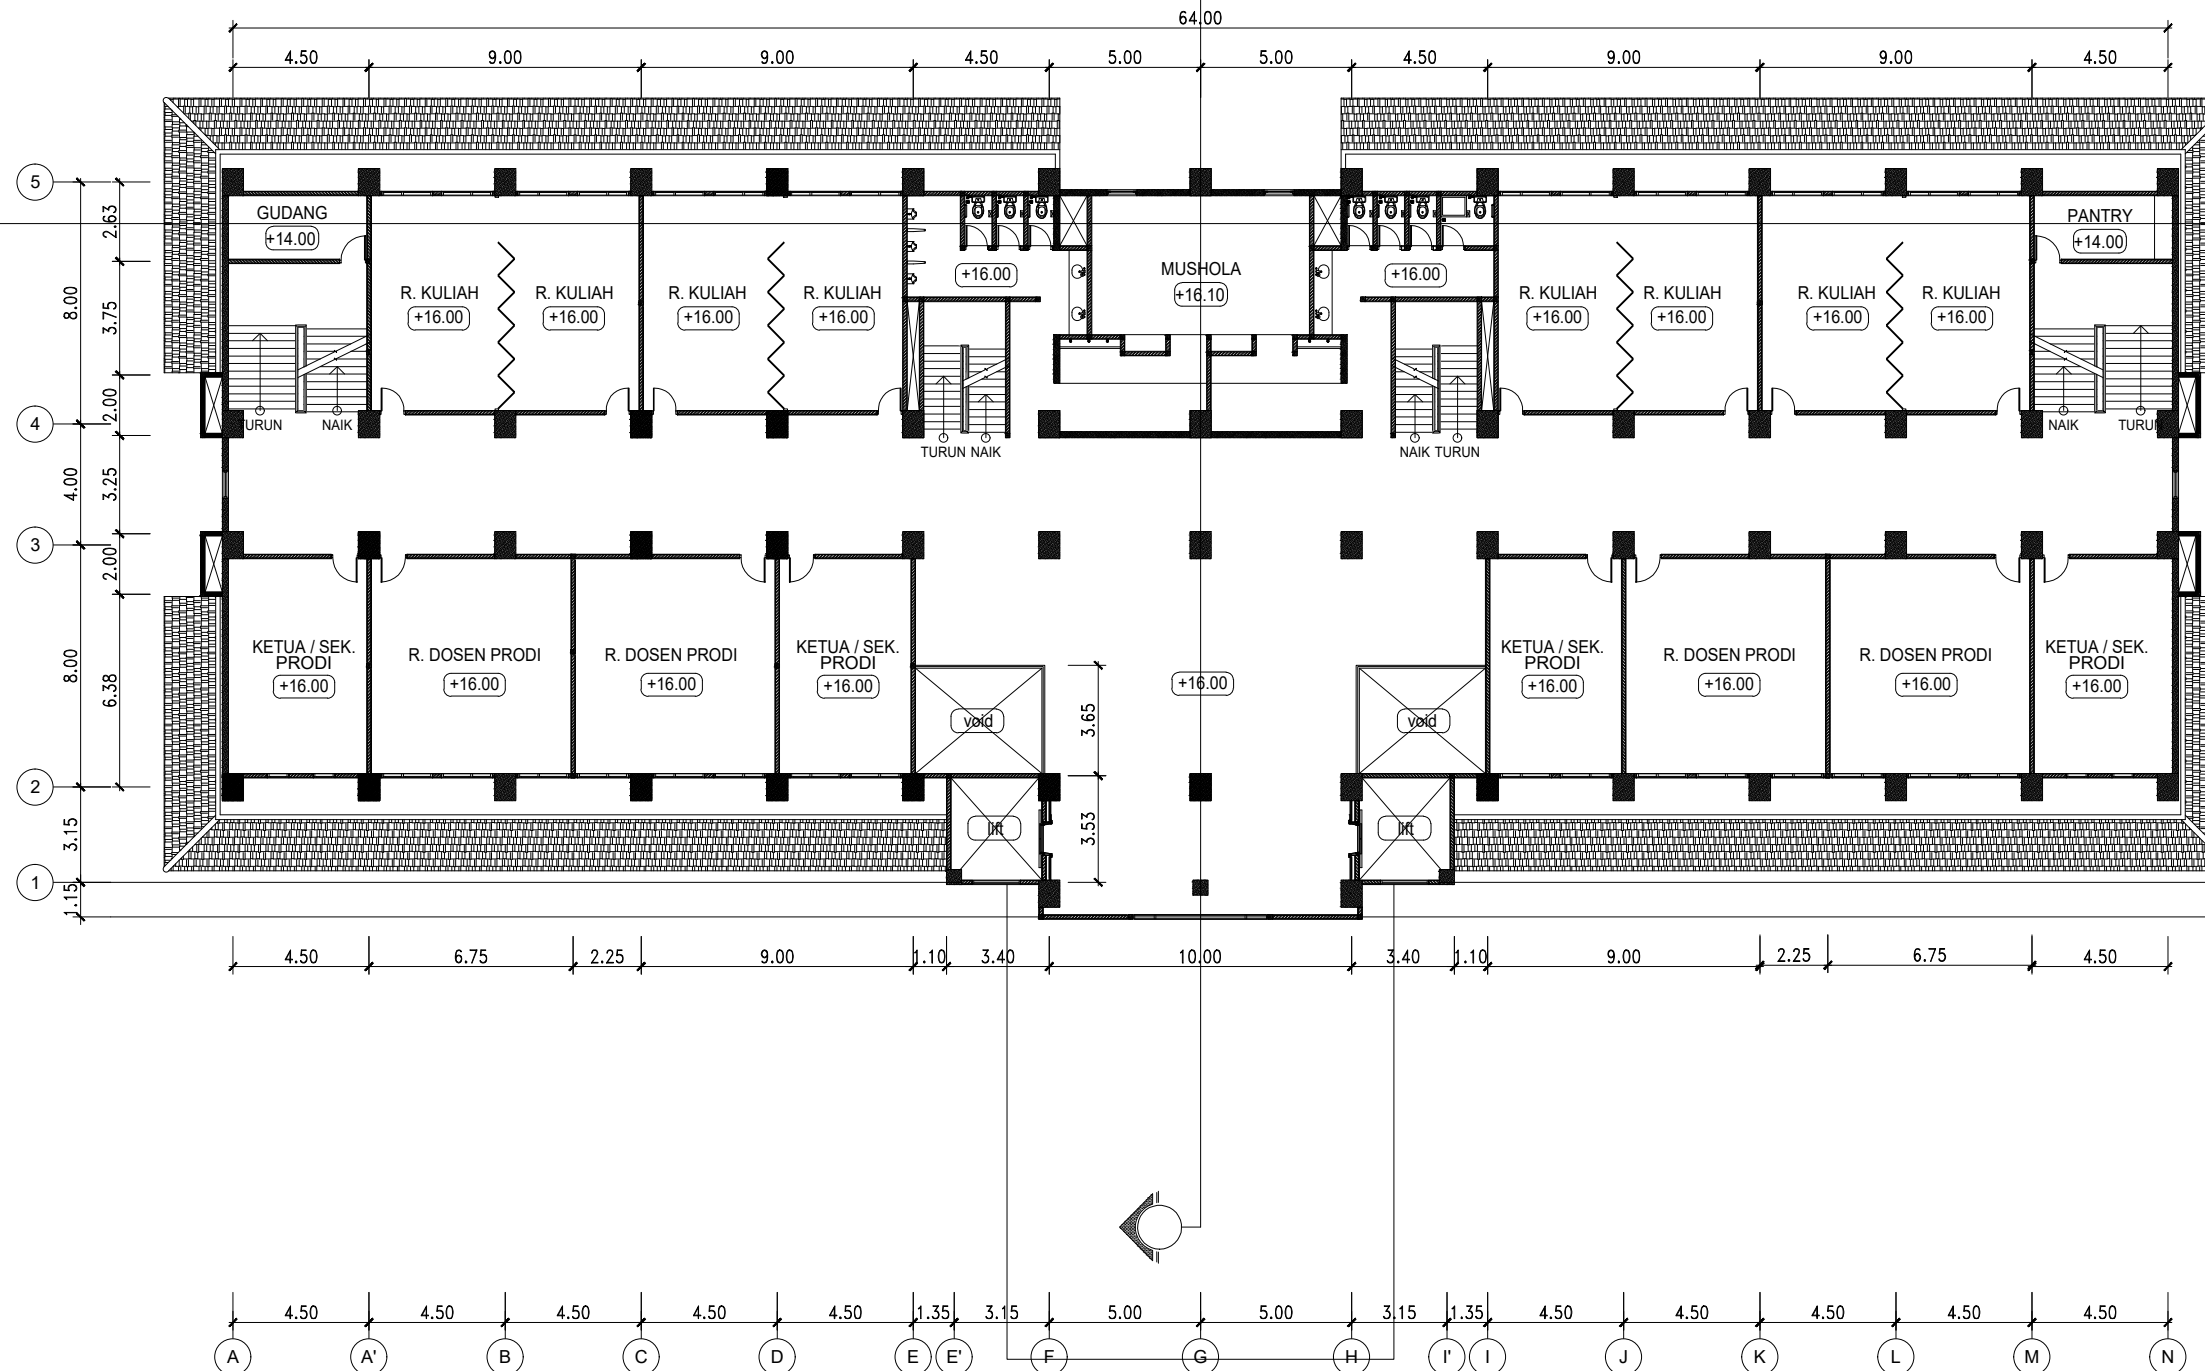 64.00
4.50 9.00 9.00 4.50 5.00 5.00 4.50 9.00 9.00 4.50
5
2.63
3.75
2.00
8.00
4
3.25
4.00
3
2.00
6.38
8.00
2
3.15
1
1.15
GUDANG
+14.00
R. KULIAH
+16.00
R. KULIAH
+16.00
R. KULIAH
+16.00
R. KULIAH
+16.00
+16.00
MUSHOLA
+16.10
+16.00
R. KULIAH
+16.00
R. KULIAH
+16.00
R. KULIAH
+16.00
R. KULIAH
+16.00
PANTRY
+14.00
TURUN NAIK
TURUN NAIK
NAIK TURUN
NAIK TURUN
KETUA / SEK.
PRODI
+16.00
R. DOSEN PRODI
+16.00
R. DOSEN PRODI
+16.00
KETUA / SEK.
PRODI
+16.00
void
3.65
+16.00
void
KETUA / SEK.
PRODI
+16.00
R. DOSEN PRODI
+16.00
R. DOSEN PRODI
+16.00
KETUA / SEK.
PRODI
+16.00
lift
3.53
lift
4.50 6.75 2.25 9.00 1.10 3.40 10.00 3.40 1.10 9.00 2.25 6.75 4.50
4.50 4.50 4.50 4.50 4.50 1.35 3.15 5.00 5.00 3.15 1.35 4.50 4.50 4.50 4.50 4.50
A A' B C D E E' F G H I' I J K L M N